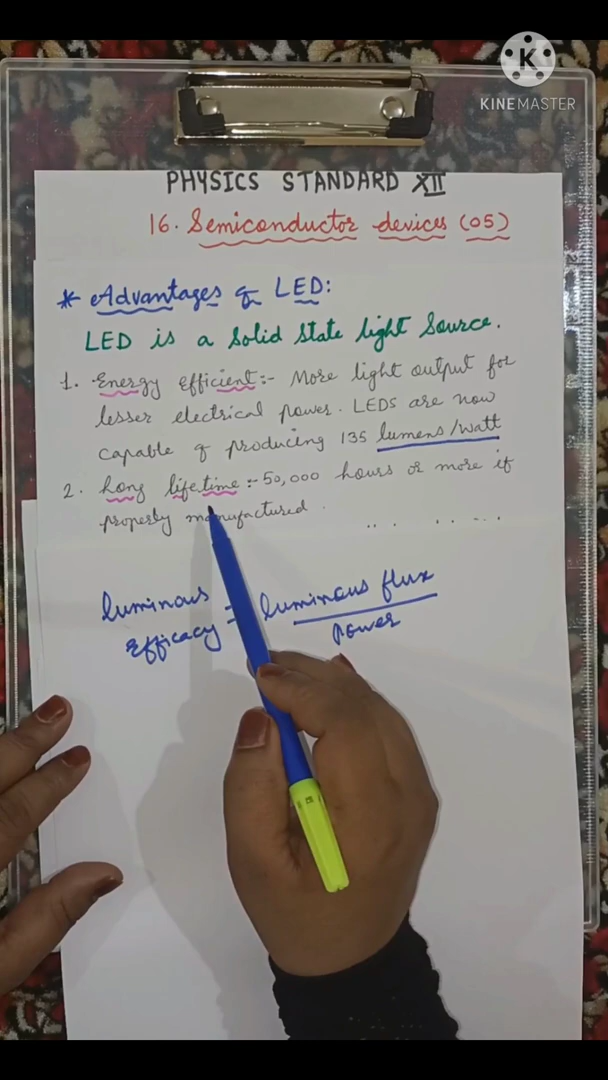 K
KINEMASTER
PHYSICS STANDARD XII
16. Semiconductor devices (05)
* Advantages of LED:
LED is a Solid State light Source.
1. Energy Efficient:- More light output for
lesser electrical power. LEDS are now
capable of producing 135 lumens/watt
2. Long lifetime :- 50,000 hours or more if
properly manufactured.
luminous
Efficacy = luminous flux
power